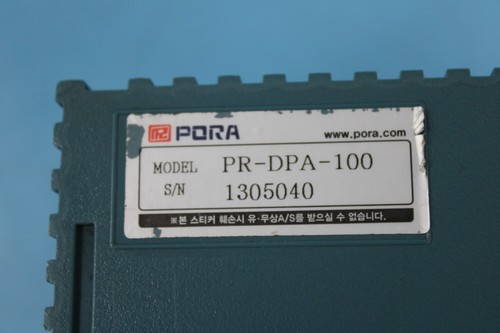 PORA www.pora.com
MODEL PR-DPA-100
S/N 1305040
※본 스티커 훼손시 유·무상A/S를 받으실 수 없습니다.